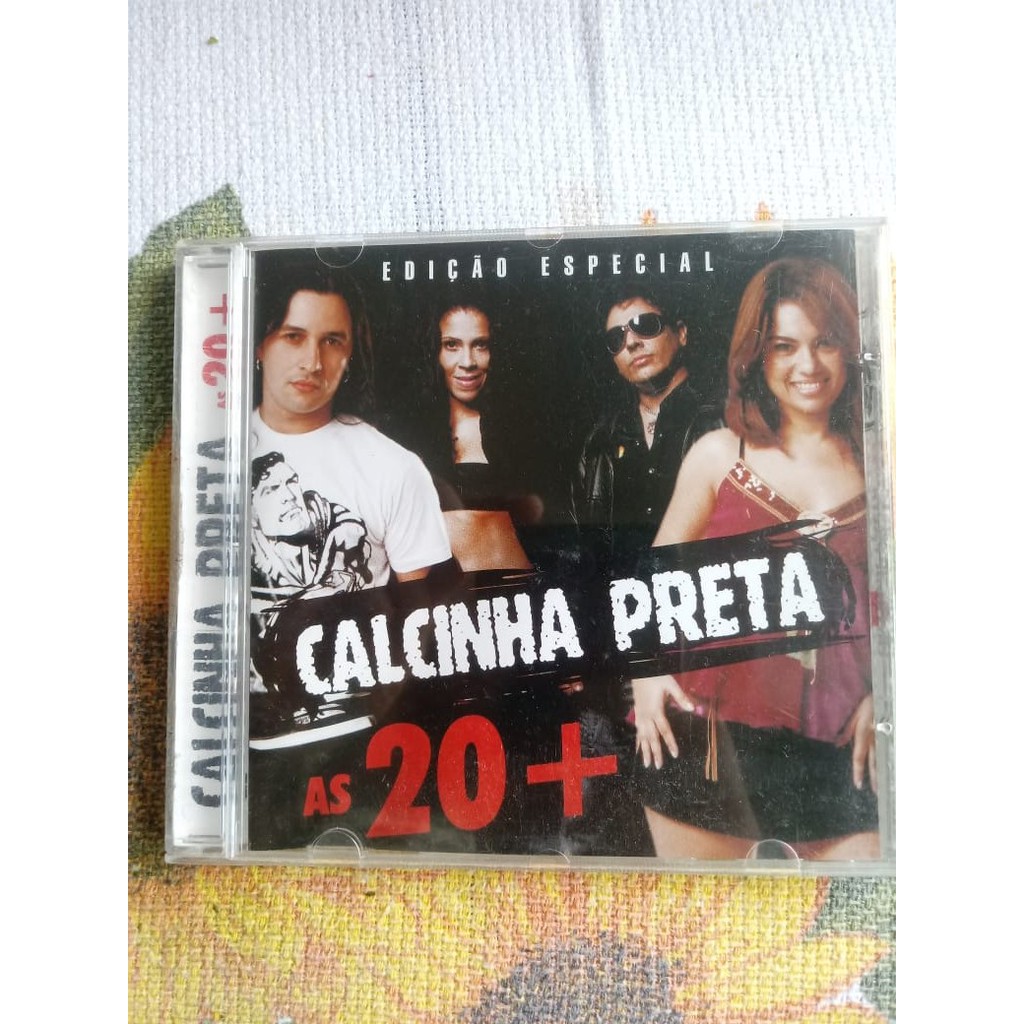 EDIÇÃO ESPECIAL
CALCINHA PRETA
AS 20 +
CALCINHA PRETA AS 20 +